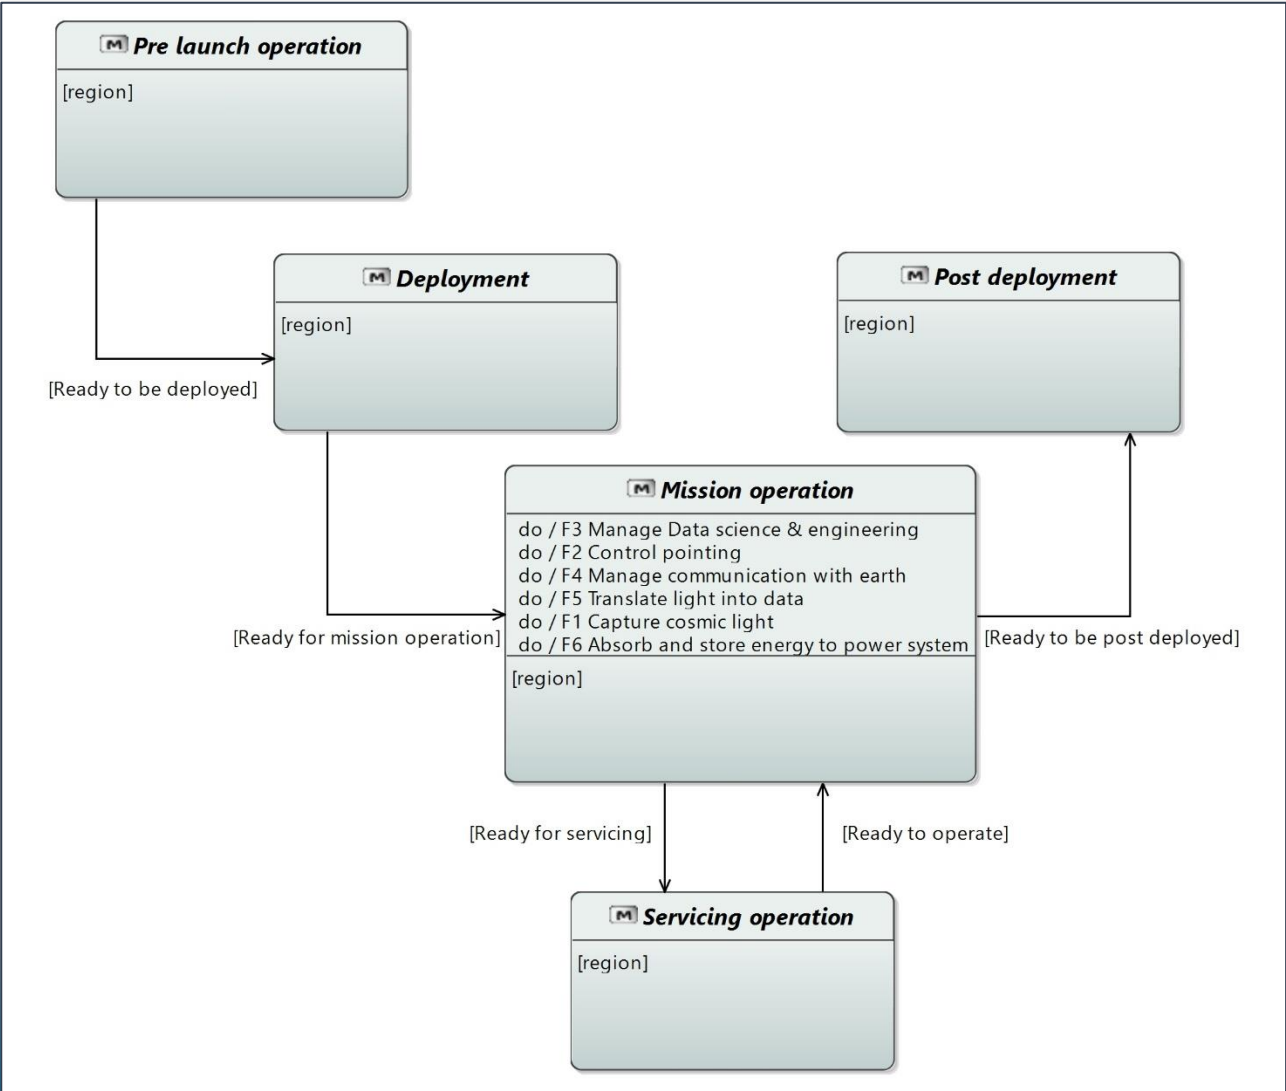 M Pre launch operation
[region]
M Deployment
[region]
[Ready to be deployed]
M Post deployment
[region]
M Mission operation
do / F3 Manage Data science & engineering
do / F2 Control pointing
do / F4 Manage communication with earth
do / F5 Translate light into data
do / F1 Capture cosmic light
do / F6 Absorb and store energy to power system
[region]
[Ready for mission operation]
[Ready to be post deployed]
[Ready for servicing]
[Ready to operate]
M Servicing operation
[region]